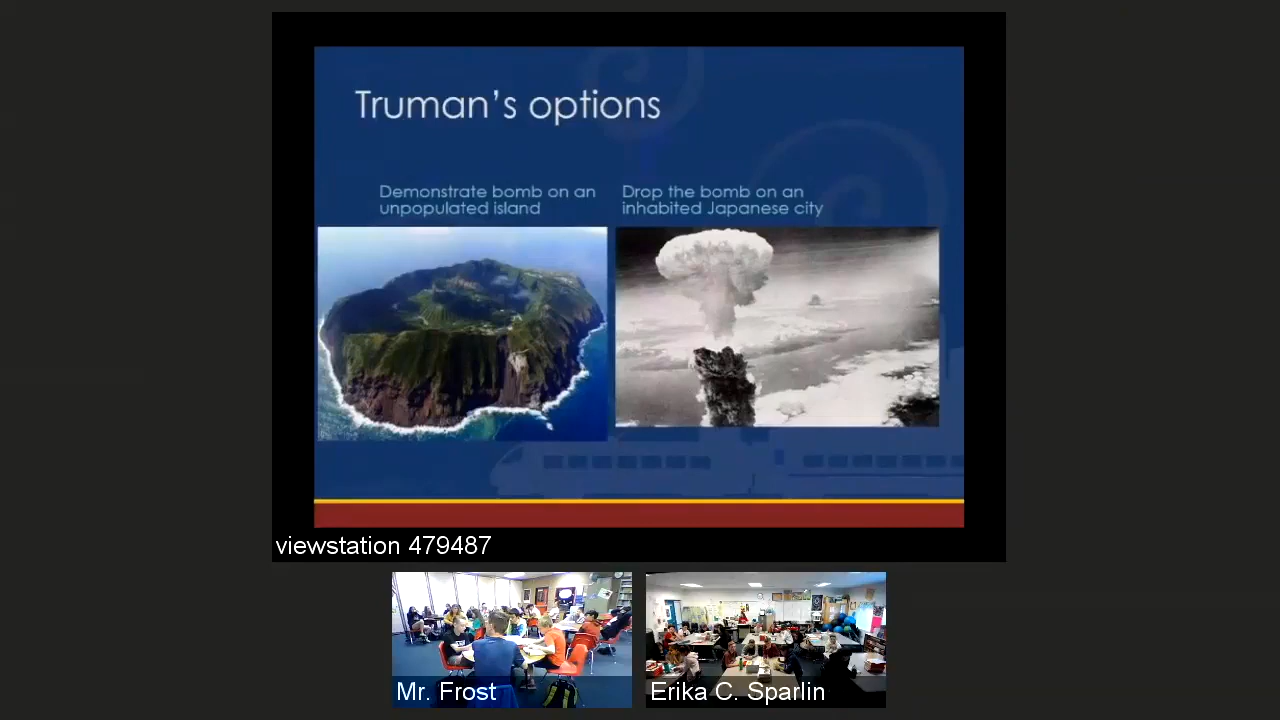 Truman's options
Demonstrate bomb on an
unpopulated island
Drop the bomb on an
inhabited Japanese city
viewstation 479487
Mr. Frost
Erika C. Sparlin